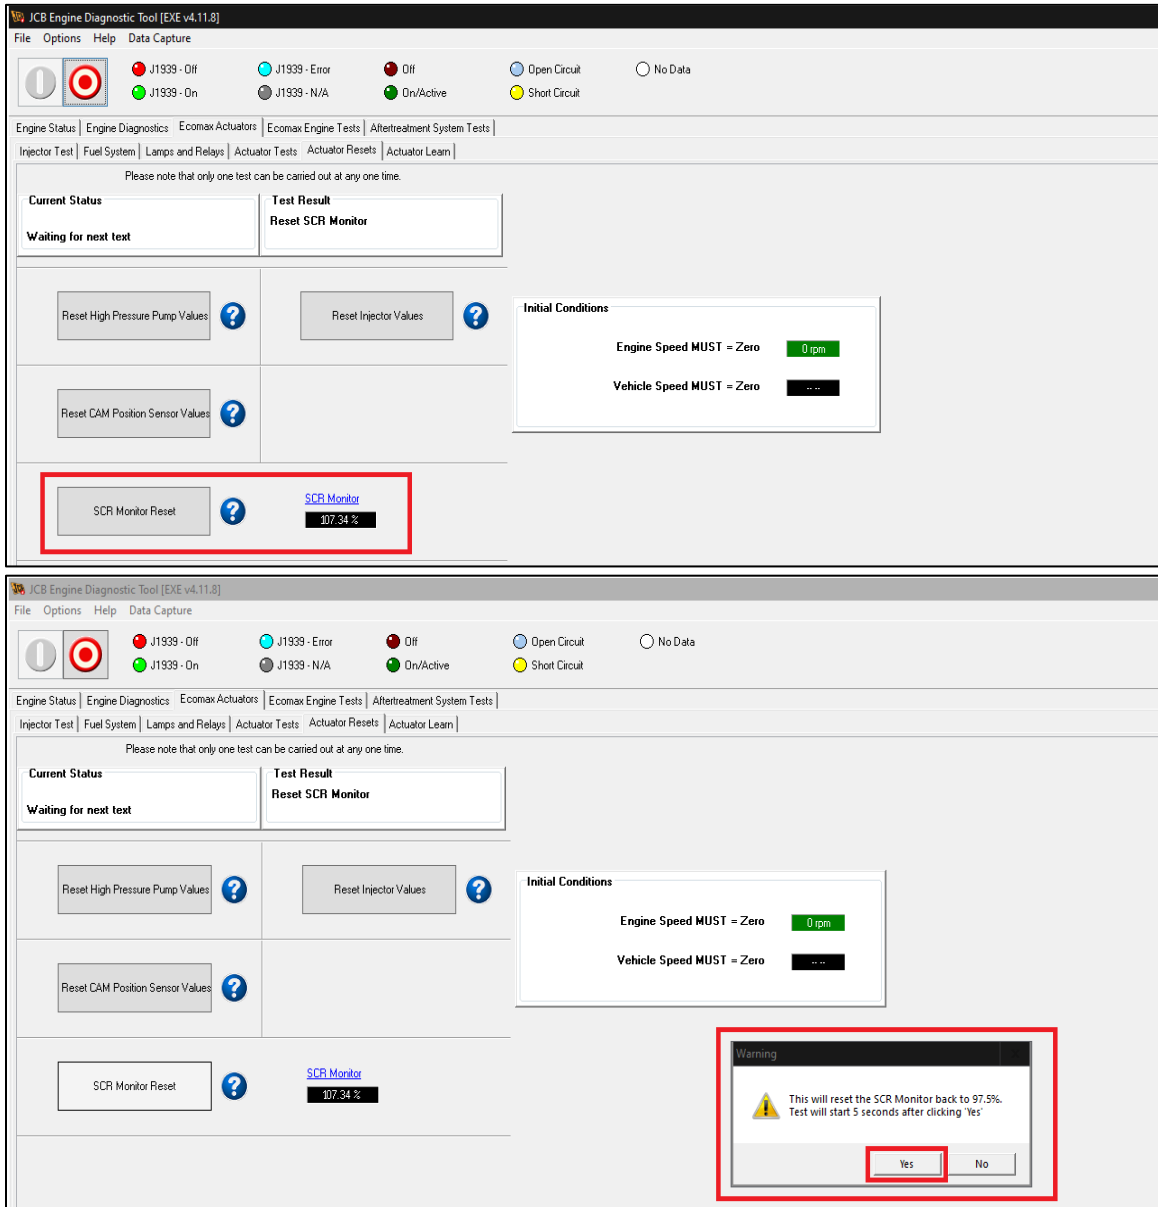 JCB Engine Diagnostic Tool [EXE v4.11.8]
File Options Help Data Capture
J1939 - Off J1939 - Error Off Open Circuit No Data
J1939 - On J1939 - N/A On/Active Short Circuit
Engine Status Engine Diagnostics Ecomax Actuators Ecomax Engine Tests Aftertreatment System Tests
Injector Test Fuel System Lamps and Relays Actuator Tests Actuator Resets Actuator Learn
Please note that only one test can be carried out at any one time.
Current Status Test Result
Reset SCR Monitor
Waiting for next text
Initial Conditions
Reset High Pressure Pump Values ? Reset Injector Values ?
Engine Speed MUST = Zero 0 rpm
Vehicle Speed MUST = Zero -- --
Reset CAM Position Sensor Values ?
SCR Monitor
SCR Monitor Reset ?
107.34 %
JCB Engine Diagnostic Tool [EXE v4.11.8]
File Options Help Data Capture
J1939 - Off J1939 - Error Off Open Circuit No Data
J1939 - On J1939 - N/A On/Active Short Circuit
Engine Status Engine Diagnostics Ecomax Actuators Ecomax Engine Tests Aftertreatment System Tests
Injector Test Fuel System Lamps and Relays Actuator Tests Actuator Resets Actuator Learn
Please note that only one test can be carried out at any one time.
Current Status Test Result
Reset SCR Monitor
Waiting for next text
Initial Conditions
Reset High Pressure Pump Values ? Reset Injector Values ?
Engine Speed MUST = Zero 0 rpm
Vehicle Speed MUST = Zero -- --
Reset CAM Position Sensor Values ?
SCR Monitor
SCR Monitor Reset ?
107.34 %
Warning
This will reset the SCR Monitor back to 97.5%.
Test will start 5 seconds after clicking 'Yes'
Yes No